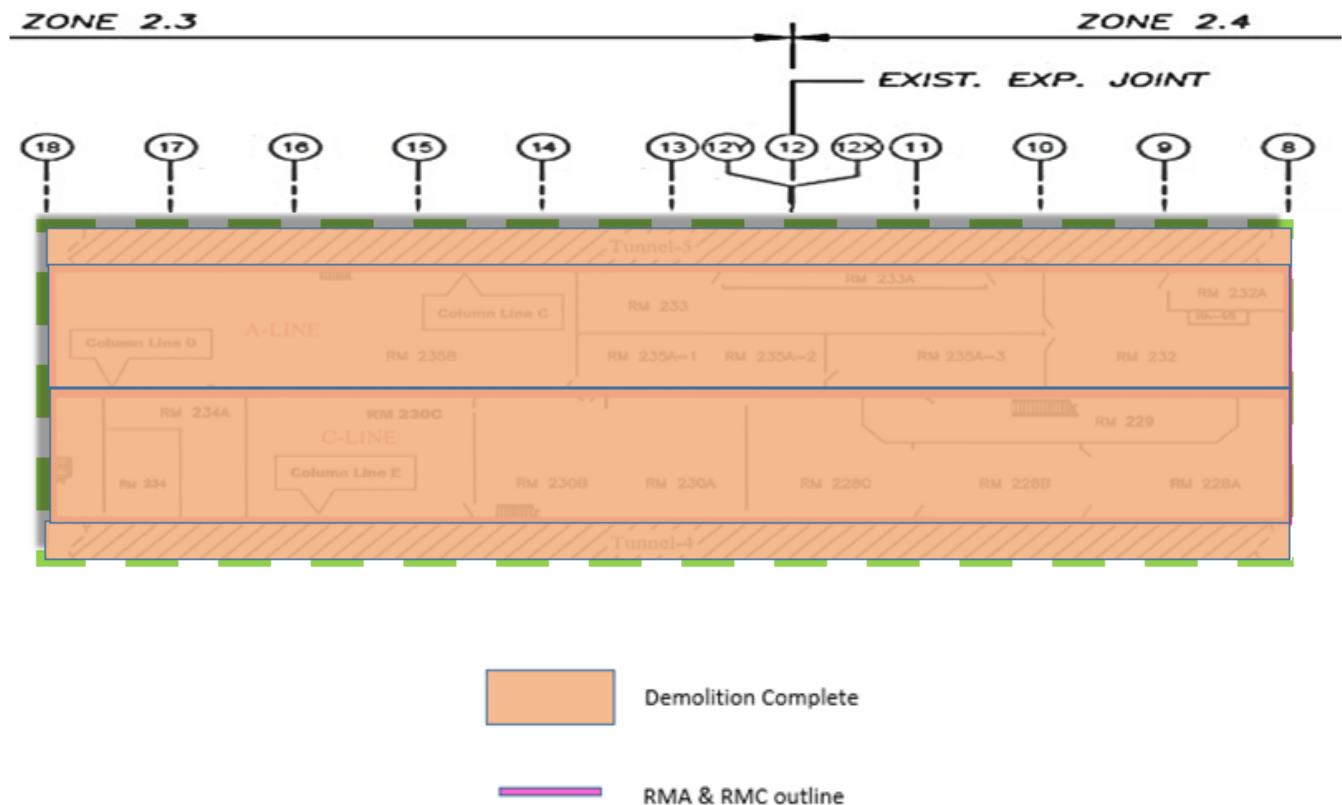 ZONE 2.3 ZONE 2.4
EXIST. EXP. JOINT
18 17 16 15 14 13 12Y 12 12X 11 10 9 8
Tunnel-5
RM 233A
RM 232A
RM 233
Column Line C
A-LINE
Column Line D
RM 235B RM 235A-1 RM 235A-2 RM 235A-3 RM 232
RM 234A RM 230C
RM 229
C-LINE
Column Line E
RM 234 RM 230B RM 230A RM 228C RM 228B RM 228A
Tunnel-4
Demolition Complete
RMA & RMC outline